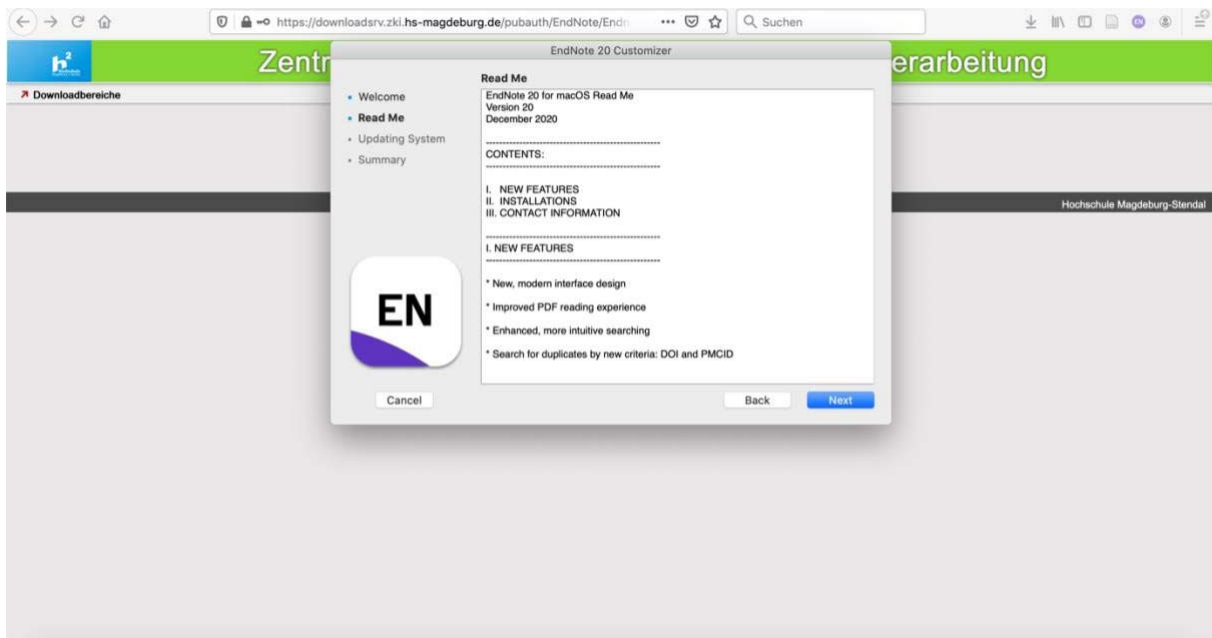 https://downloadsrv.zki.hs-magdeburg.de/pubauth/EndNote/Endn
Suchen
EndNote 20 Customizer
h²
Zentr
erarbeitung
Downloadbereiche
Hochschule Magdeburg-Stendal
• Welcome
• Read Me
• Updating System
• Summary
EN
Read Me
EndNote 20 for macOS Read Me
Version 20
December 2020
-----------------------------------------------------
CONTENTS:
-----------------------------------------------------
I. NEW FEATURES
II. INSTALLATIONS
III. CONTACT INFORMATION
-----------------------------------------------------
I. NEW FEATURES
-----------------------------------------------------
* New, modern interface design
* Improved PDF reading experience
* Enhanced, more intuitive searching
* Search for duplicates by new criteria: DOI and PMCID
Cancel
Back
Next